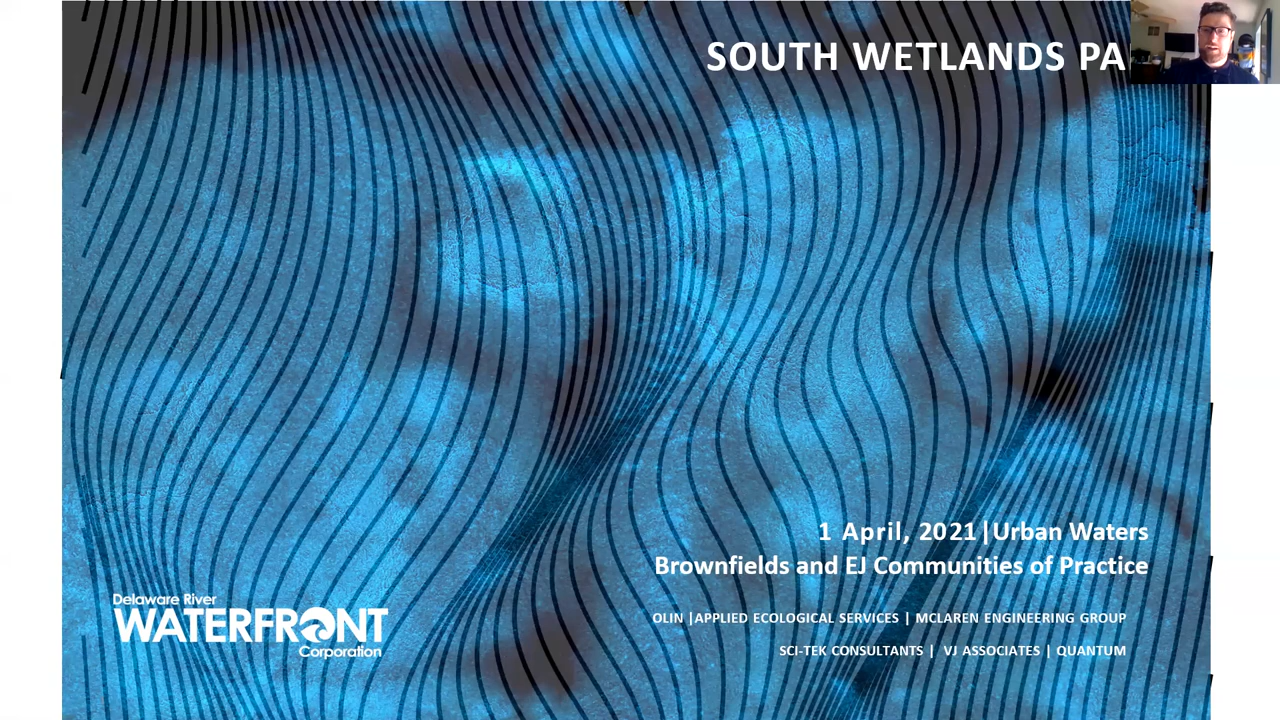 SOUTH WETLANDS PA
1 April, 2021|Urban Waters
Brownfields and EJ Communities of Practice
Delaware River
WATERFRONT
Corporation
OLIN |APPLIED ECOLOGICAL SERVICES | MCLAREN ENGINEERING GROUP
SCI-TEK CONSULTANTS | VJ ASSOCIATES | QUANTUM